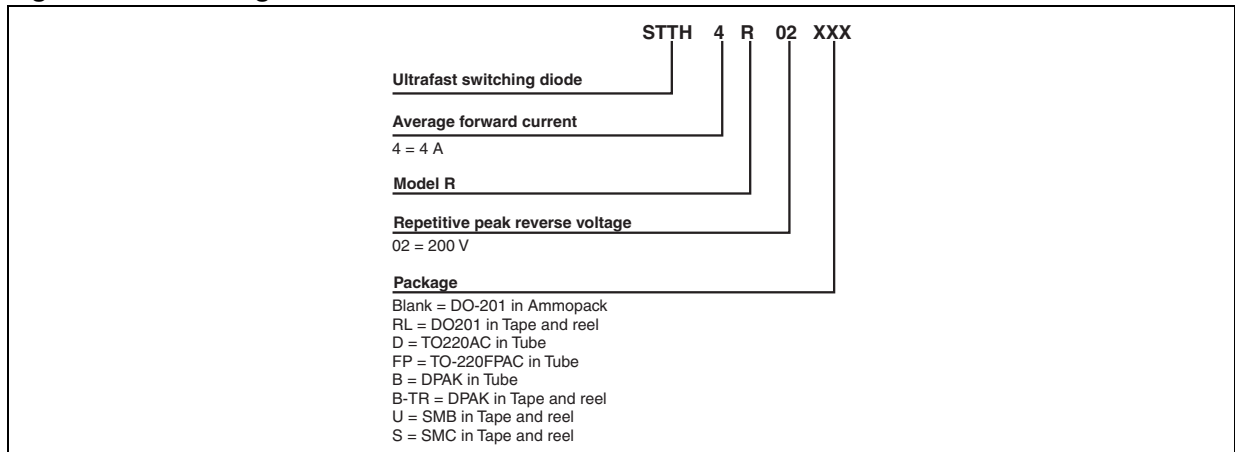 STTH 4 R 02 XXX
Ultrafast switching diode
Average forward current
4 = 4 A
Model R
Repetitive peak reverse voltage
02 = 200 V
Package
Blank = DO-201 in Ammopack
RL = DO201 in Tape and reel
D = TO220AC in Tube
FP = TO-220FPAC in Tube
B = DPAK in Tube
B-TR = DPAK in Tape and reel
U = SMB in Tape and reel
S = SMC in Tape and reel